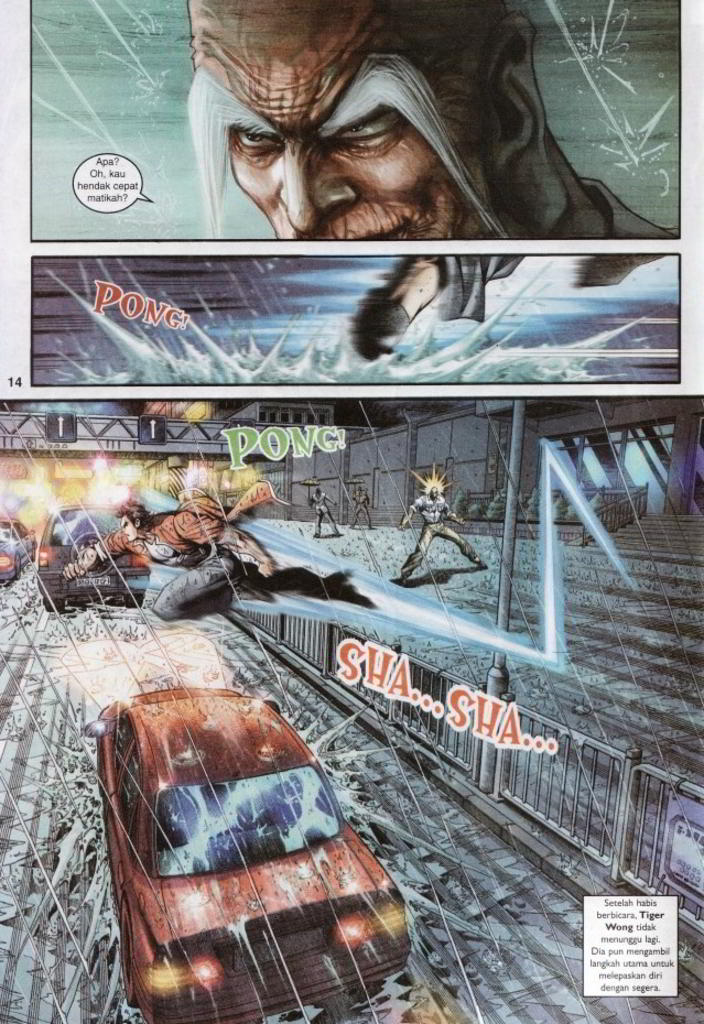 Apa?
Oh, kau
hendak cepat
matikah?
PONG!
14
PONG!
SHA...SHA...
Setelah habis
berbicara, Tiger
Wong tidak
menunggu lagi.
Dia pun mengambil
langkah utama untuk
melepaskan diri
dengan segera.